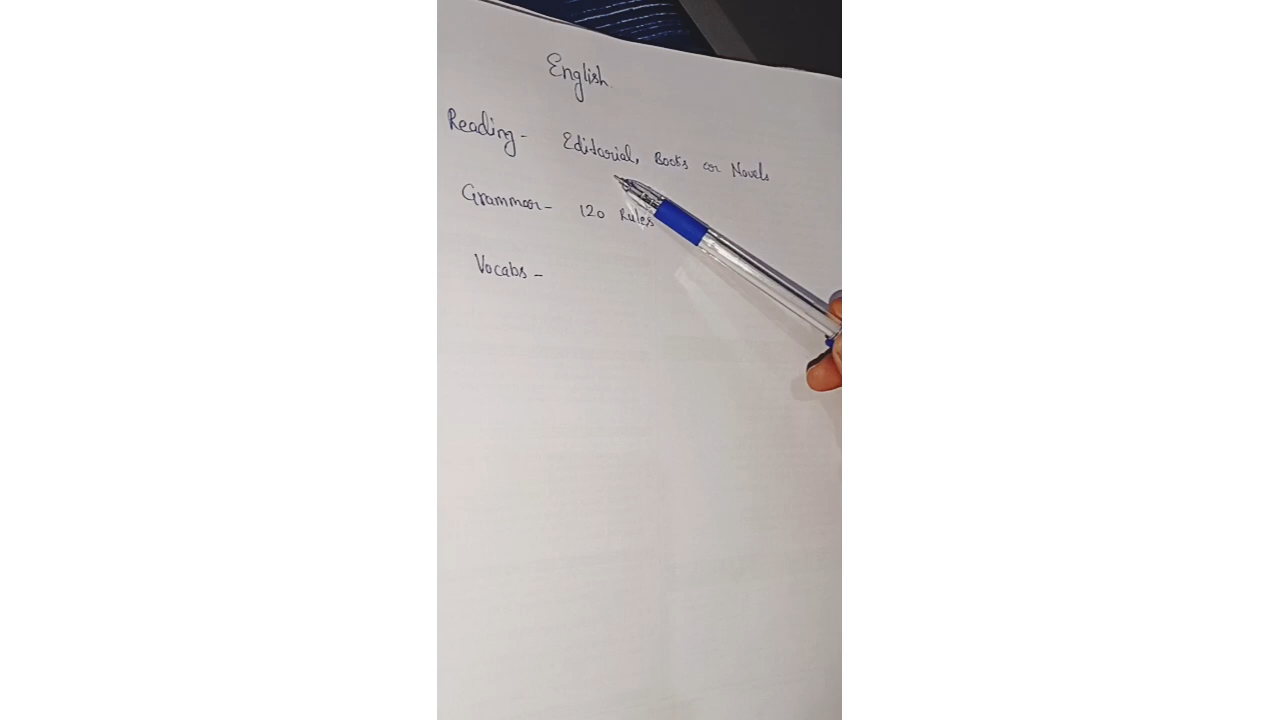 English
Reading - Editorial, Books or Novels
Grammar - 120 Rules
Vocabs -